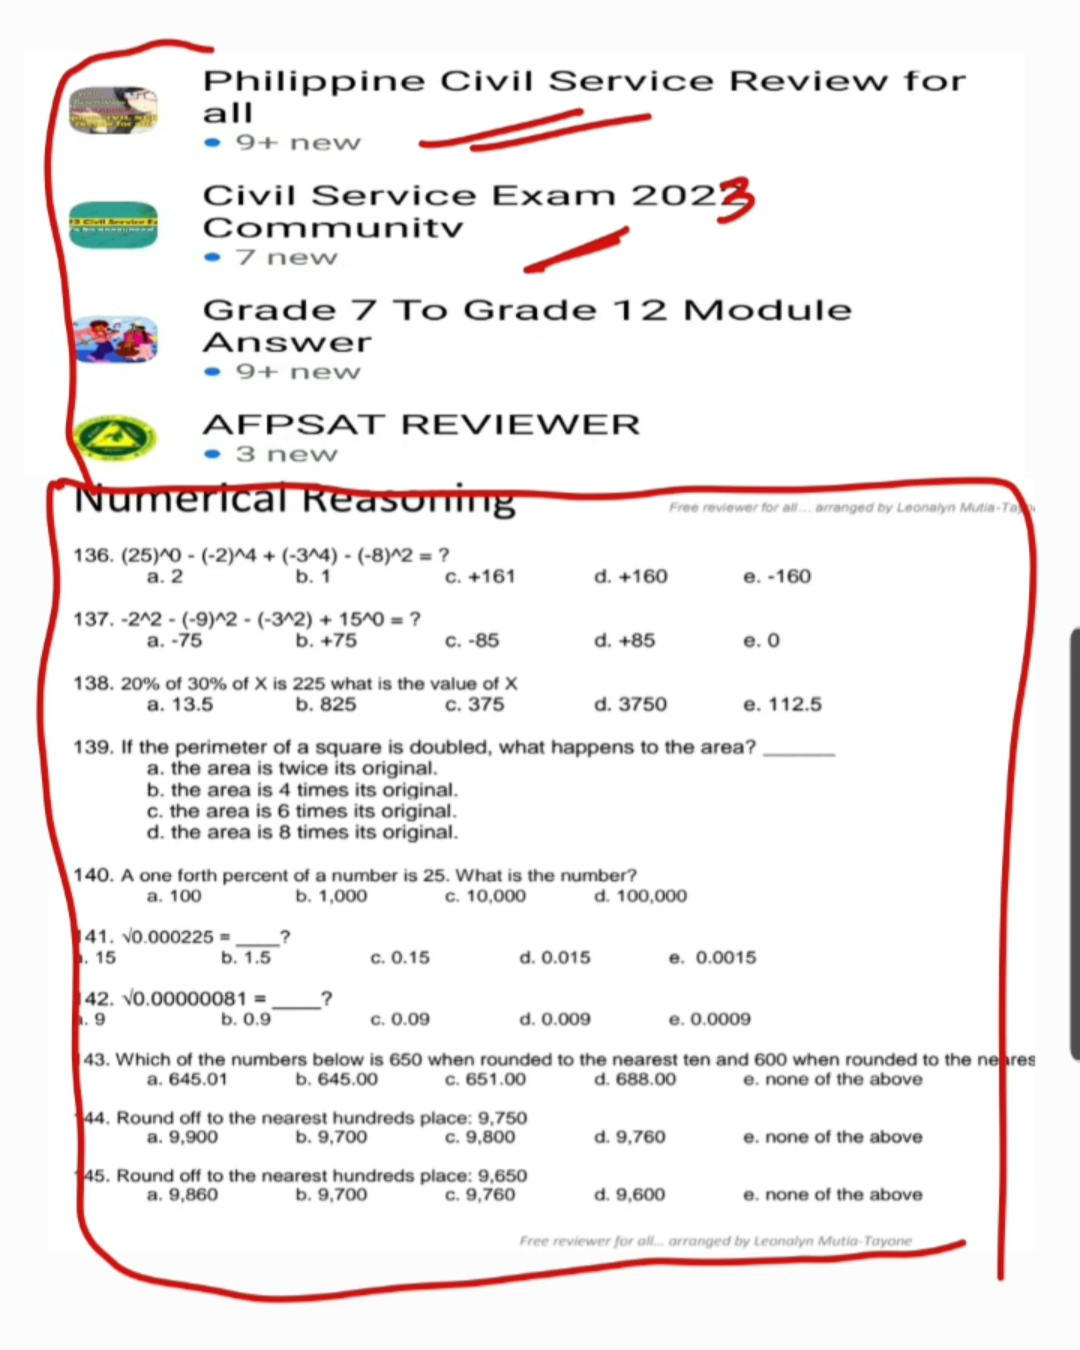 Philippine Civil Service Review for
all
9+ new
Civil Service Exam 2023
Community
7 new
Grade 7 To Grade 12 Module
Answer
9+ new
AFPSAT REVIEWER
3 new
Numerical Reasoning
Free reviewer for all... arranged by Leonalyn Mutia-Tayo
136. (25)^0 - (-2)^4 + (-3^4) - (-8)^2 = ?
a. 2 b. 1 c. +161 d. +160 e. -160
137. -2^2 - (-9)^2 - (-3^2) + 15^0 = ?
a. -75 b. +75 c. -85 d. +85 e. 0
138. 20% of 30% of X is 225 what is the value of X
a. 13.5 b. 825 c. 375 d. 3750 e. 112.5
139. If the perimeter of a square is doubled, what happens to the area? ______
a. the area is twice its original.
b. the area is 4 times its original.
c. the area is 6 times its original.
d. the area is 8 times its original.
140. A one forth percent of a number is 25. What is the number?
a. 100 b. 1,000 c. 10,000 d. 100,000
41. √0.000225 = ____?
. 15 b. 1.5 c. 0.15 d. 0.015 e. 0.0015
42. √0.00000081 = ____?
. 9 b. 0.9 c. 0.09 d. 0.009 e. 0.0009
43. Which of the numbers below is 650 when rounded to the nearest ten and 600 when rounded to the neares
a. 645.01 b. 645.00 c. 651.00 d. 688.00 e. none of the above
44. Round off to the nearest hundreds place: 9,750
a. 9,900 b. 9,700 c. 9,800 d. 9,760 e. none of the above
45. Round off to the nearest hundreds place: 9,650
a. 9,860 b. 9,700 c. 9,760 d. 9,600 e. none of the above
Free reviewer for all... arranged by Leonalyn Mutia-Tayone